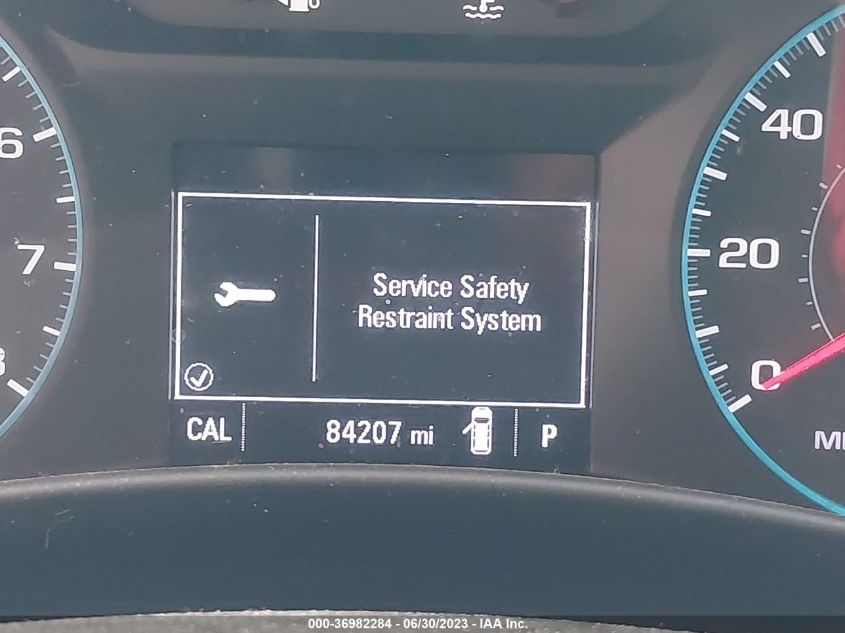 6
7
40
20
0
Service Safety
Restraint System
CAL 84207 mi P
000-36982284 - 06/30/2023 - IAA Inc.